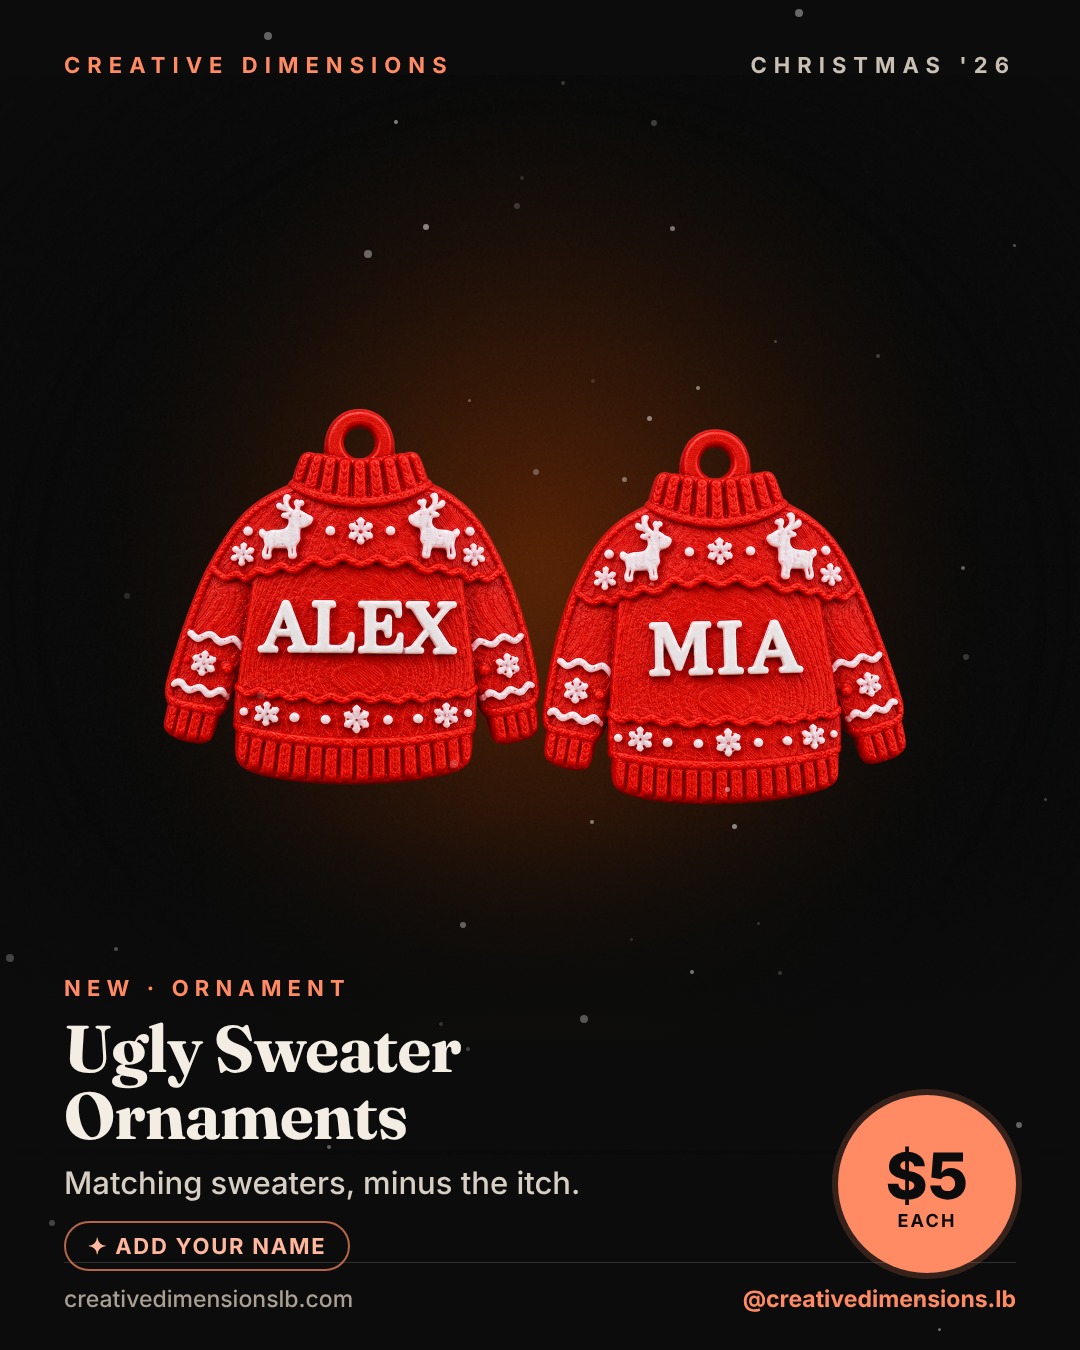 CREATIVE DIMENSIONS
CHRISTMAS '26
ALEX
MIA
NEW · ORNAMENT
Ugly Sweater
Ornaments
Matching sweaters, minus the itch.
$5
EACH
✦ ADD YOUR NAME
creativedimensionslb.com
@creativedimensions.lb